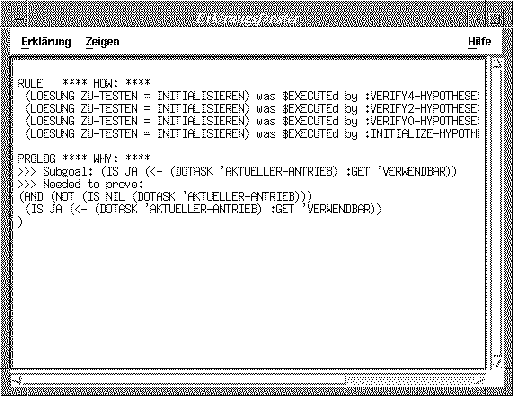 Erklärung Zeigen Hilfe
RULE **** HOW: ****
(LOESUNG ZU-TESTEN = INITIALISIEREN) was $EXECUTEd by :VERIFY4-HYPOTHESE
(LOESUNG ZU-TESTEN = INITIALISIEREN) was $EXECUTEd by :VERIFY2-HYPOTHESE
(LOESUNG ZU-TESTEN = INITIALISIEREN) was $EXECUTEd by :VERIFY0-HYPOTHESE
(LOESUNG ZU-TESTEN = INITIALISIEREN) was $EXECUTEd by :INITIALIZE-HYPOTH
PROLOG **** WHY: ****
>>> Subgoal: (IS JA (<- (DOTASK 'AKTUELLER-ANTRIEB) :GET 'VERWENDBAR))
>>> Needed to prove:
(AND (NOT (IS NIL (DOTASK 'AKTUELLER-ANTRIEB)))
(IS JA (<- (DOTASK 'AKTUELLER-ANTRIEB) :GET 'VERWENDBAR))
)